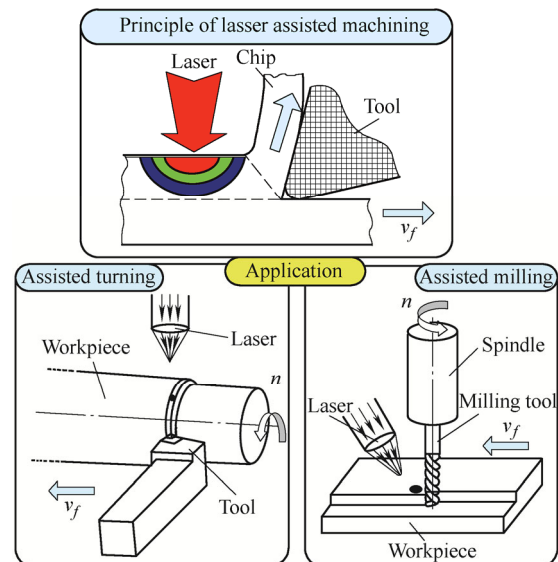 Principle of lasser assisted machining
Laser
Chip
Tool
v_f
Assisted turning
Application
Assisted milling
Laser
Workpiece
n
Tool
v_f
n
Spindle
Milling tool
Laser
v_f
Workpiece